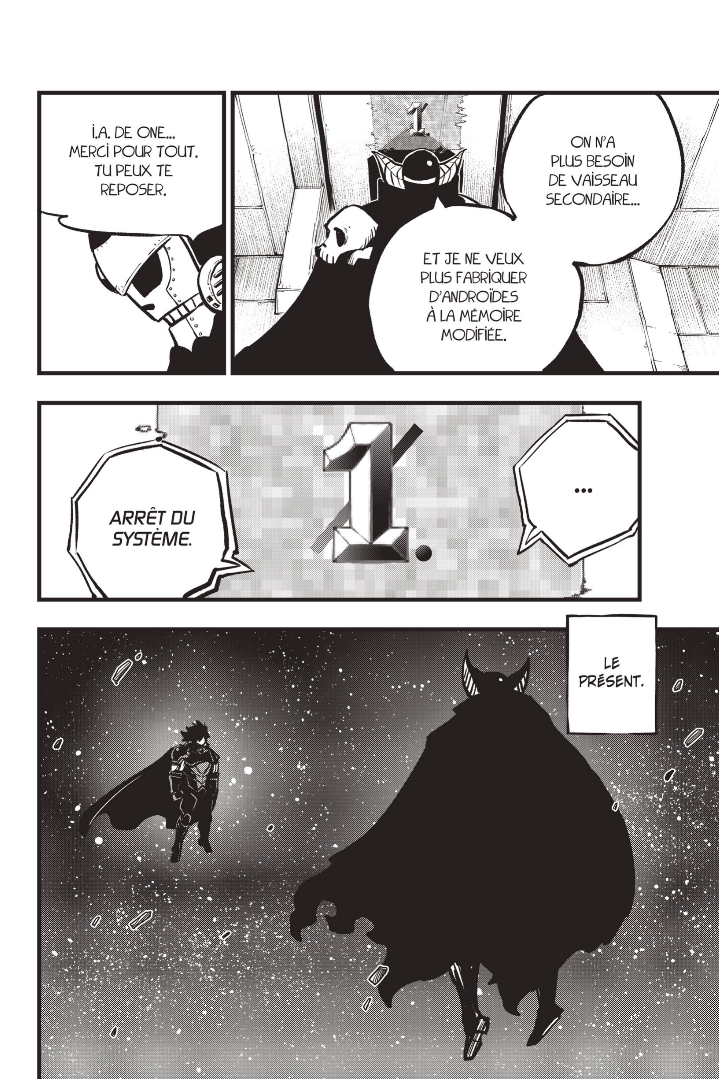 1
ON N'A
PLUS BESOIN
DE VAISSEAU
SECONDAIRE...
ET JE NE VEUX
PLUS FABRIQUER
D'ANDROÏDES
À LA MÉMOIRE
MODIFIÉE.
I.A. DE ONE...
MERCI POUR TOUT.
TU PEUX TE
REPOSER.
...
1.
ARRÊT DU
SYSTÈME.
LE
PRÉSENT.